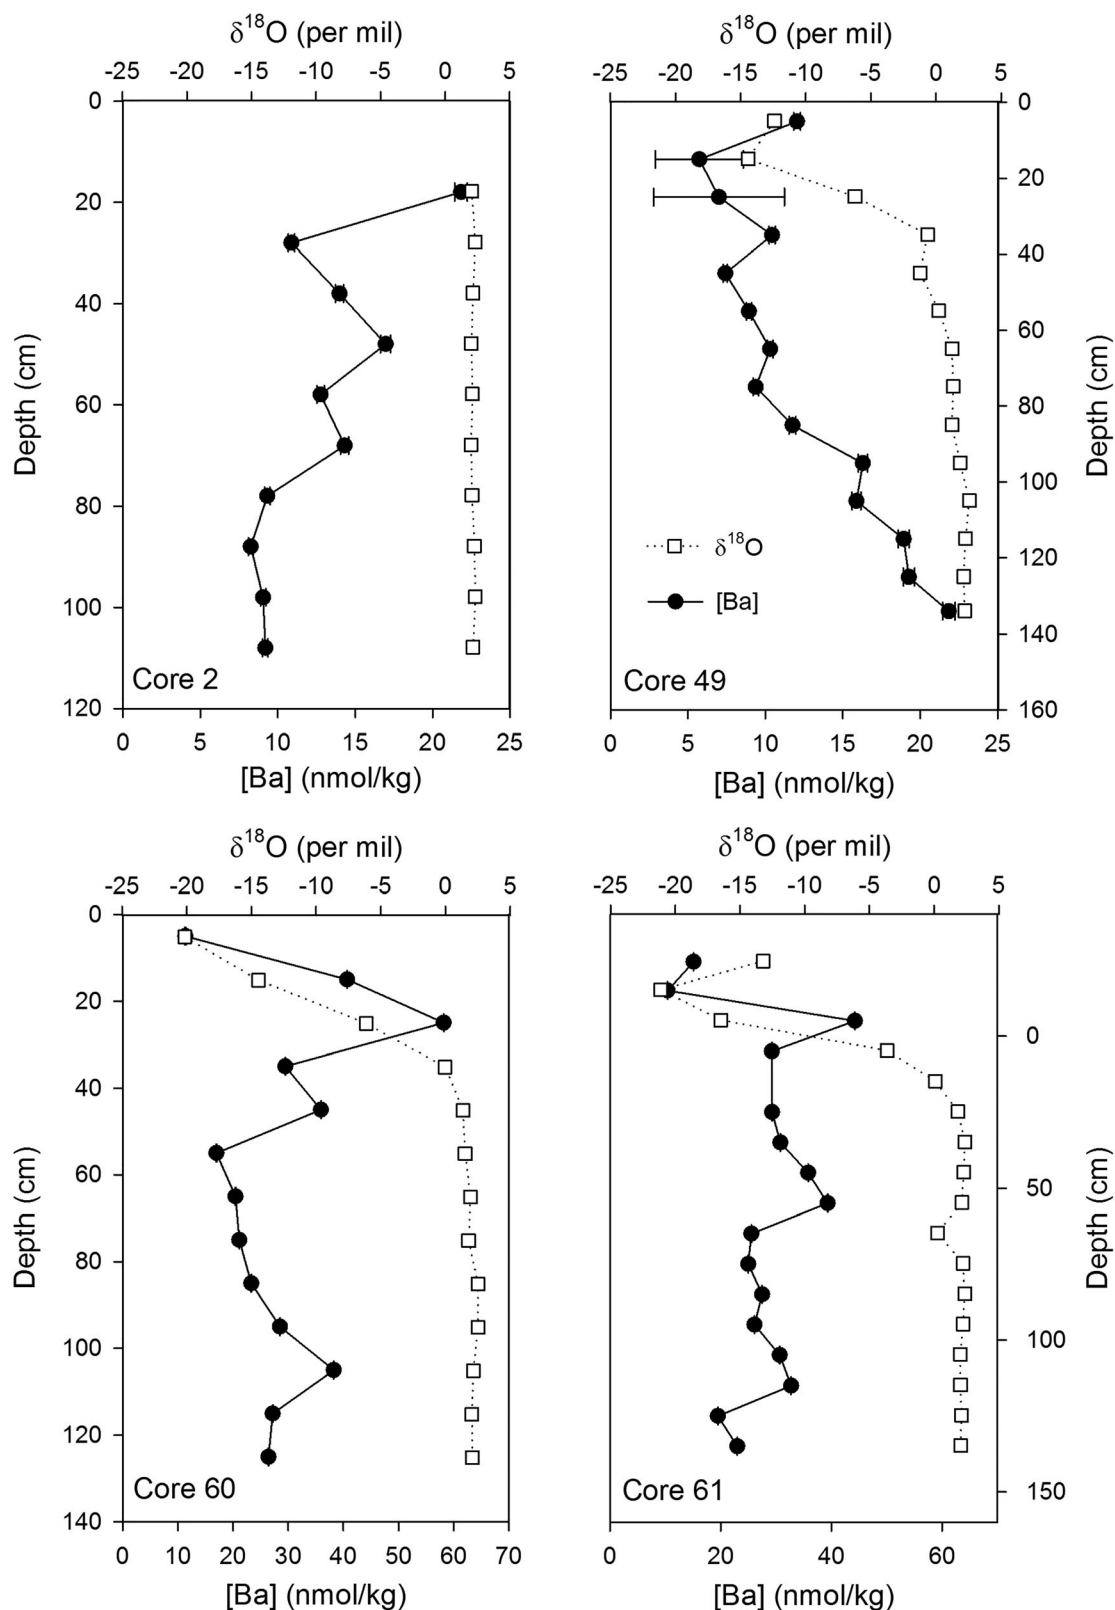 δ18O (per mil)
-25 -20 -15 -10 -5 0 5
0
20
40
60
80
100
120
Depth (cm)
Core 2
0 5 10 15 20 25
[Ba] (nmol/kg)
δ18O (per mil)
-25 -20 -15 -10 -5 0 5
0
20
40
60
80
100
120
140
160
Depth (cm)
δ18O
[Ba]
Core 49
0 5 10 15 20 25
[Ba] (nmol/kg)
δ18O (per mil)
-25 -20 -15 -10 -5 0 5
0
20
40
60
80
100
120
140
Depth (cm)
Core 60
0 10 20 30 40 50 60 70
[Ba] (nmol/kg)
δ18O (per mil)
-25 -20 -15 -10 -5 0 5
0
50
100
150
Depth (cm)
Core 61
20 40 60
[Ba] (nmol/kg)